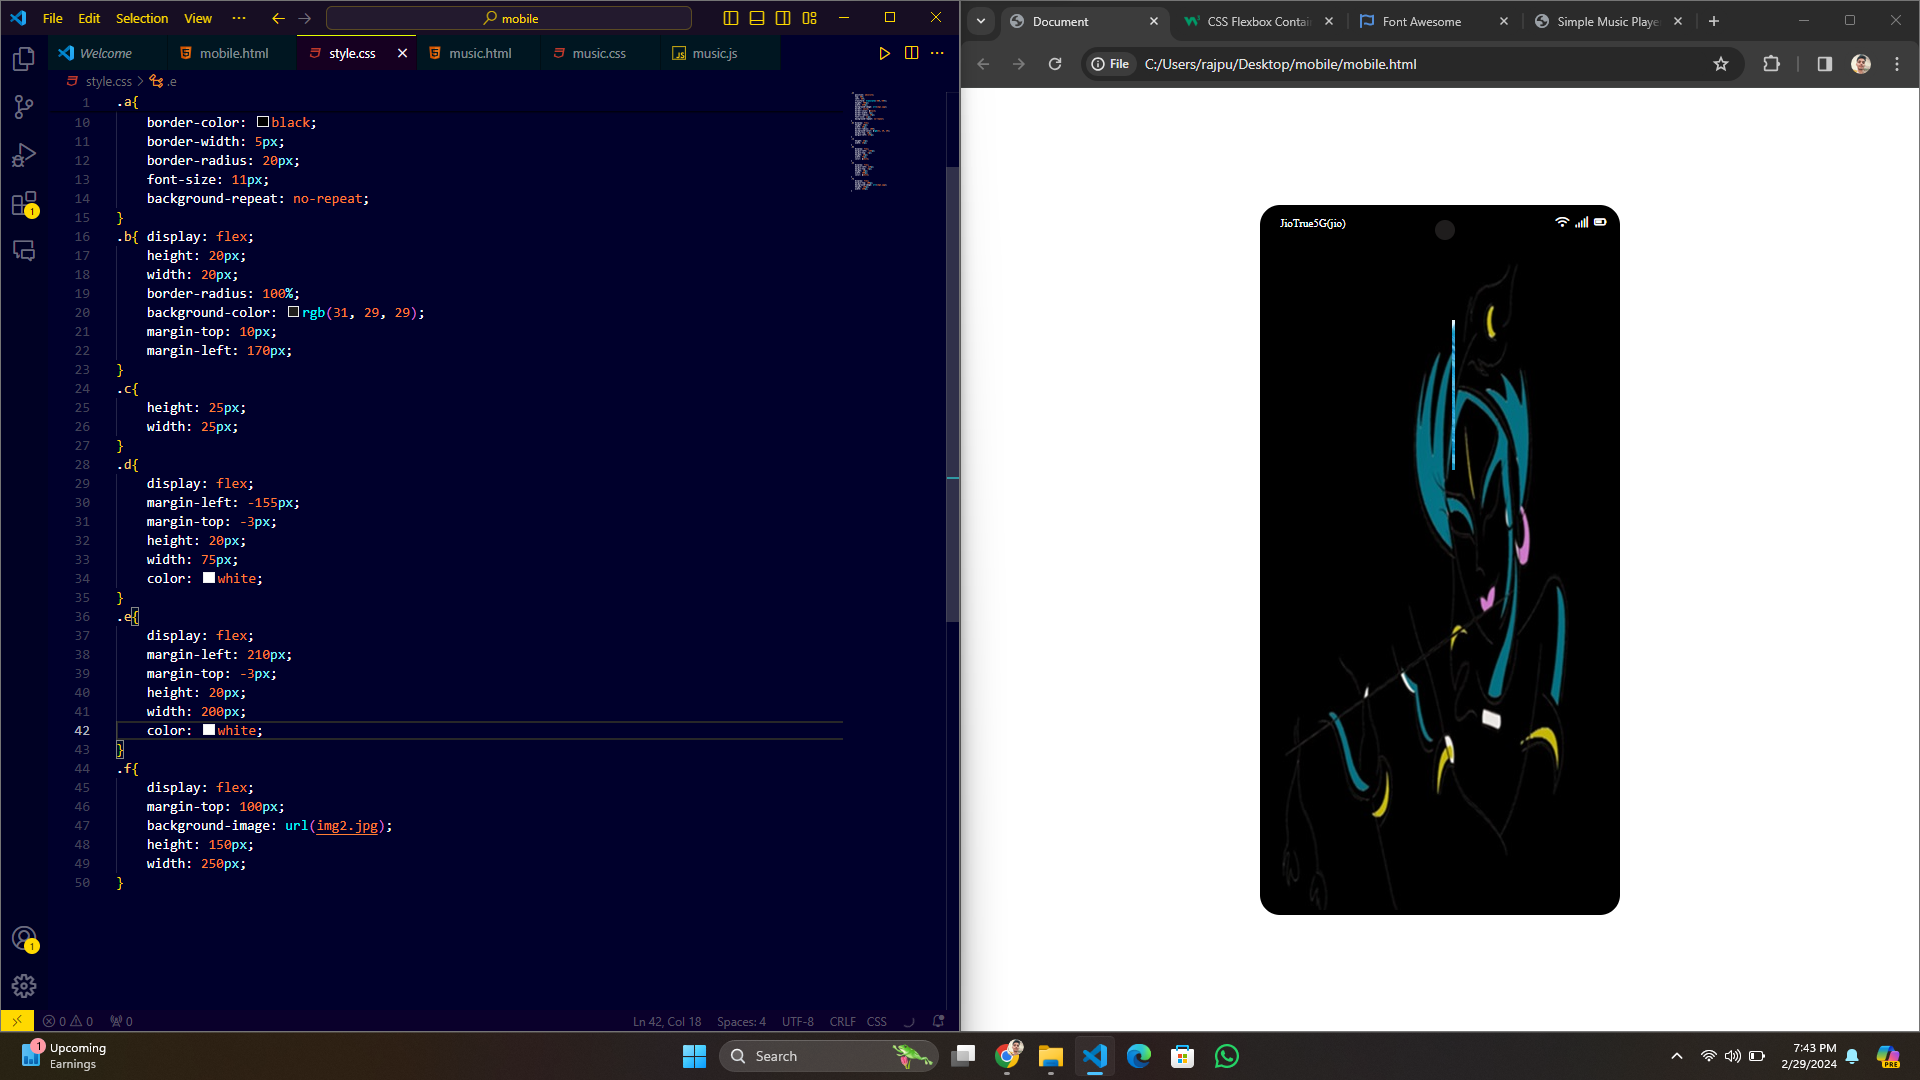 File Edit Selection View ··· mobile
Welcome mobile.html style.css music.html music.css music.js
style.css > .e
1 .a{
10 border-color: black;
11 border-width: 5px;
12 border-radius: 20px;
13 font-size: 11px;
14 background-repeat: no-repeat;
15 }
16 .b{ display: flex;
17 height: 20px;
18 width: 20px;
19 border-radius: 100%;
20 background-color: rgb(31, 29, 29);
21 margin-top: 10px;
22 margin-left: 170px;
23 }
24 .c{
25 height: 25px;
26 width: 25px;
27 }
28 .d{
29 display: flex;
30 margin-left: -155px;
31 margin-top: -3px;
32 height: 20px;
33 width: 75px;
34 color: white;
35 }
36 .e{
37 display: flex;
38 margin-left: 210px;
39 margin-top: -3px;
40 height: 20px;
41 width: 200px;
42 color: white;
43 }
44 .f{
45 display: flex;
46 margin-top: 100px;
47 background-image: url(img2.jpg);
48 height: 150px;
49 width: 250px;
50 }
1
1
0 0 0 Ln 42, Col 18 Spaces: 4 UTF-8 CRLF CSS
Document CSS Flexbox Contai Font Awesome Simple Music Playe
File C:/Users/rajpu/Desktop/mobile/mobile.html
JioTrue5G(jio)
1 Upcoming
Earnings
Search
7:43 PM
2/29/2024
PRE